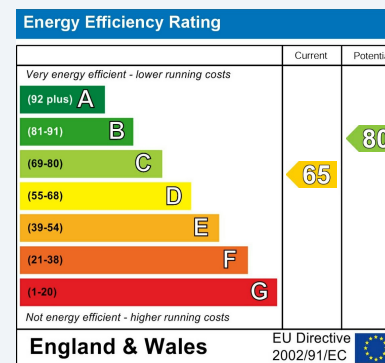 Energy Efficiency Rating
Current Potentia
Very energy efficient - lower running costs
(92 plus) A
(81-91) B
(69-80) C
(55-68) D
(39-54) E
(21-38) F
(1-20) G
65
80
Not energy efficient - higher running costs
England & Wales
EU Directive
2002/91/EC